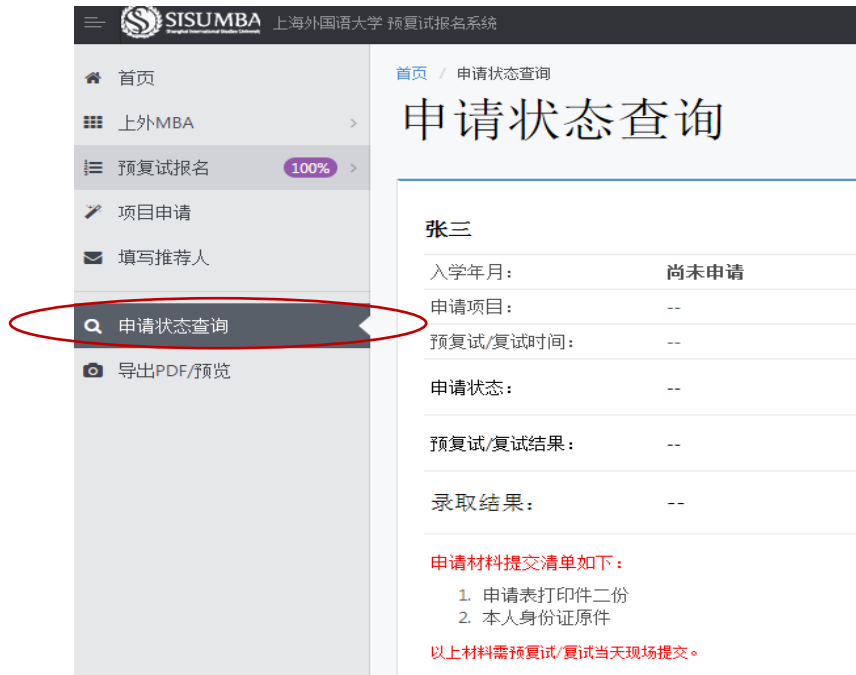 SISUMBA 上海外国语大学 预复试报名系统
Shanghai International Studies University
首页
上外MBA
预复试报名 100%
项目申请
填写推荐人
申请状态查询
导出PDF/预览
首页 / 申请状态查询
申请状态查询
张三
入学年月： 尚未申请
申请项目： --
预复试/复试时间： --
申请状态： --
预复试/复试结果： --
录取结果： --
申请材料提交清单如下：
1. 申请表打印件二份
2. 本人身份证原件
以上材料需预复试/复试当天现场提交。